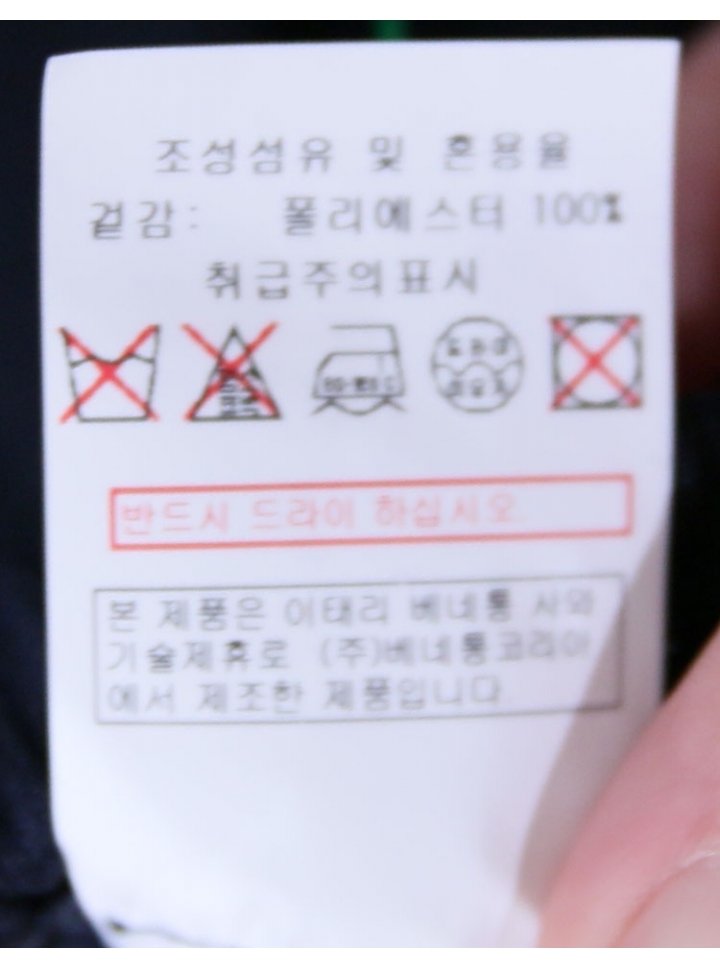 조성섬유 및 혼용율
겉감: 폴리에스터 100%
취급주의표시
드라이
반드시 드라이 하십시오.
본 제품은 이태리 베네통 사와
기술제휴로 (주)베네통코리아
에서 제조한 제품입니다.